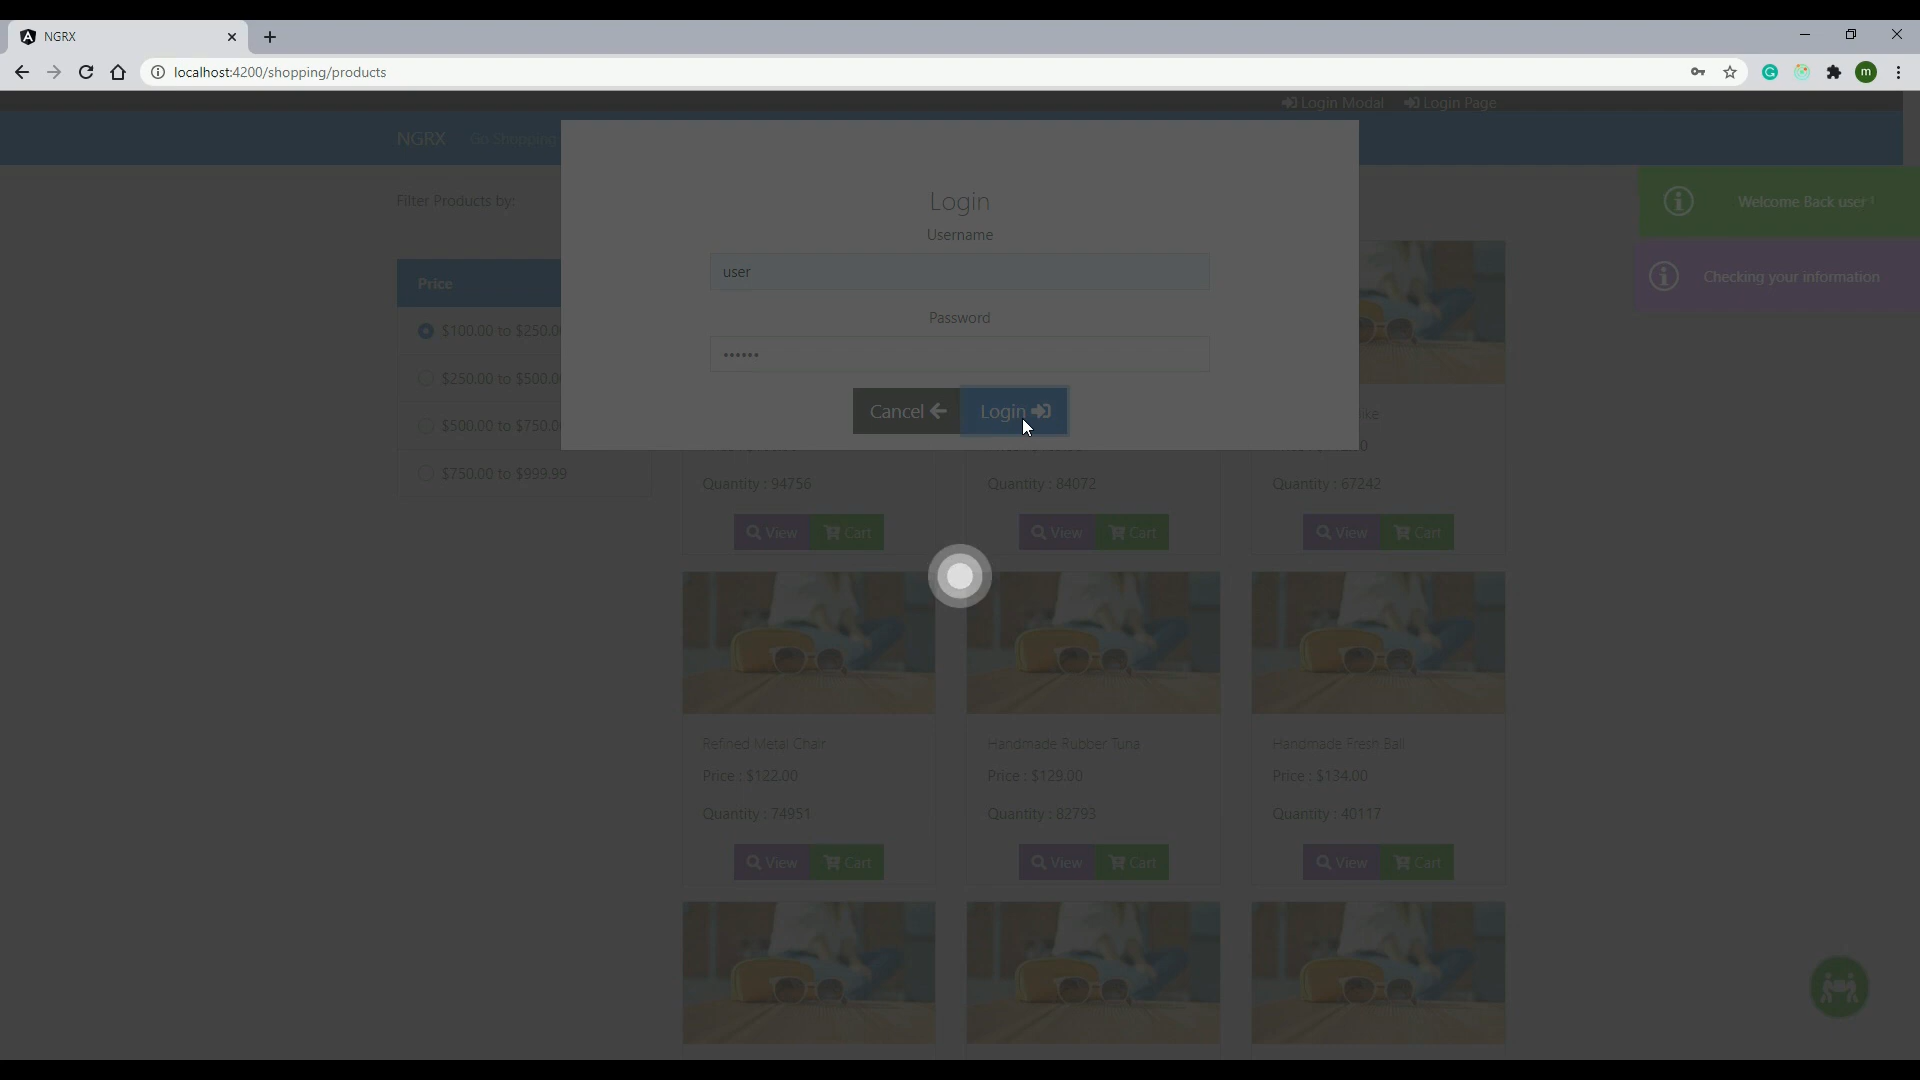 NGRX
localhost:4200/shopping/products
m
Login Modal Login Page
NGRX Go Shopping
Filter Products by:
Price
$100.00 to $250.0
$250.00 to $500.0
$500.00 to $750.0
$750.00 to $999.99
Login
Username
user
Password
••••••
Cancel Login
Welcome Back user !
Checking your information
Quantity : 94756
View Cart
Quantity : 84072
View Cart
Quantity : 67242
View Cart
Refined Metal Chair
Price : $122.00
Quantity : 74951
View Cart
Handmade Rubber Tuna
Price : $129.00
Quantity : 82793
View Cart
Handmade Fresh Ball
Price : $134.00
Quantity : 40117
View Cart